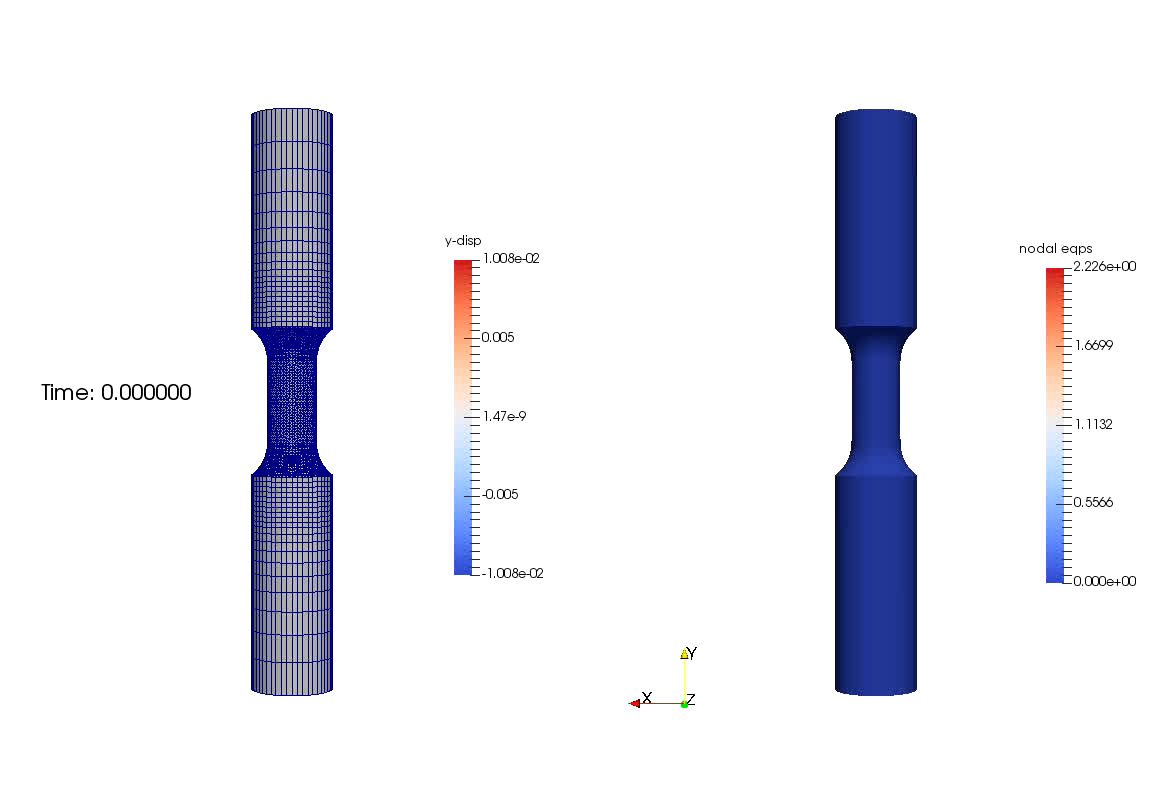 y-disp
1.008e-02
0.005
1.47e-9
-0.005
-1.008e-02
Time: 0.000000
nodal eqps
2.226e+00
1.6699
1.1132
0.5566
0.000e+00
Y
X
Z